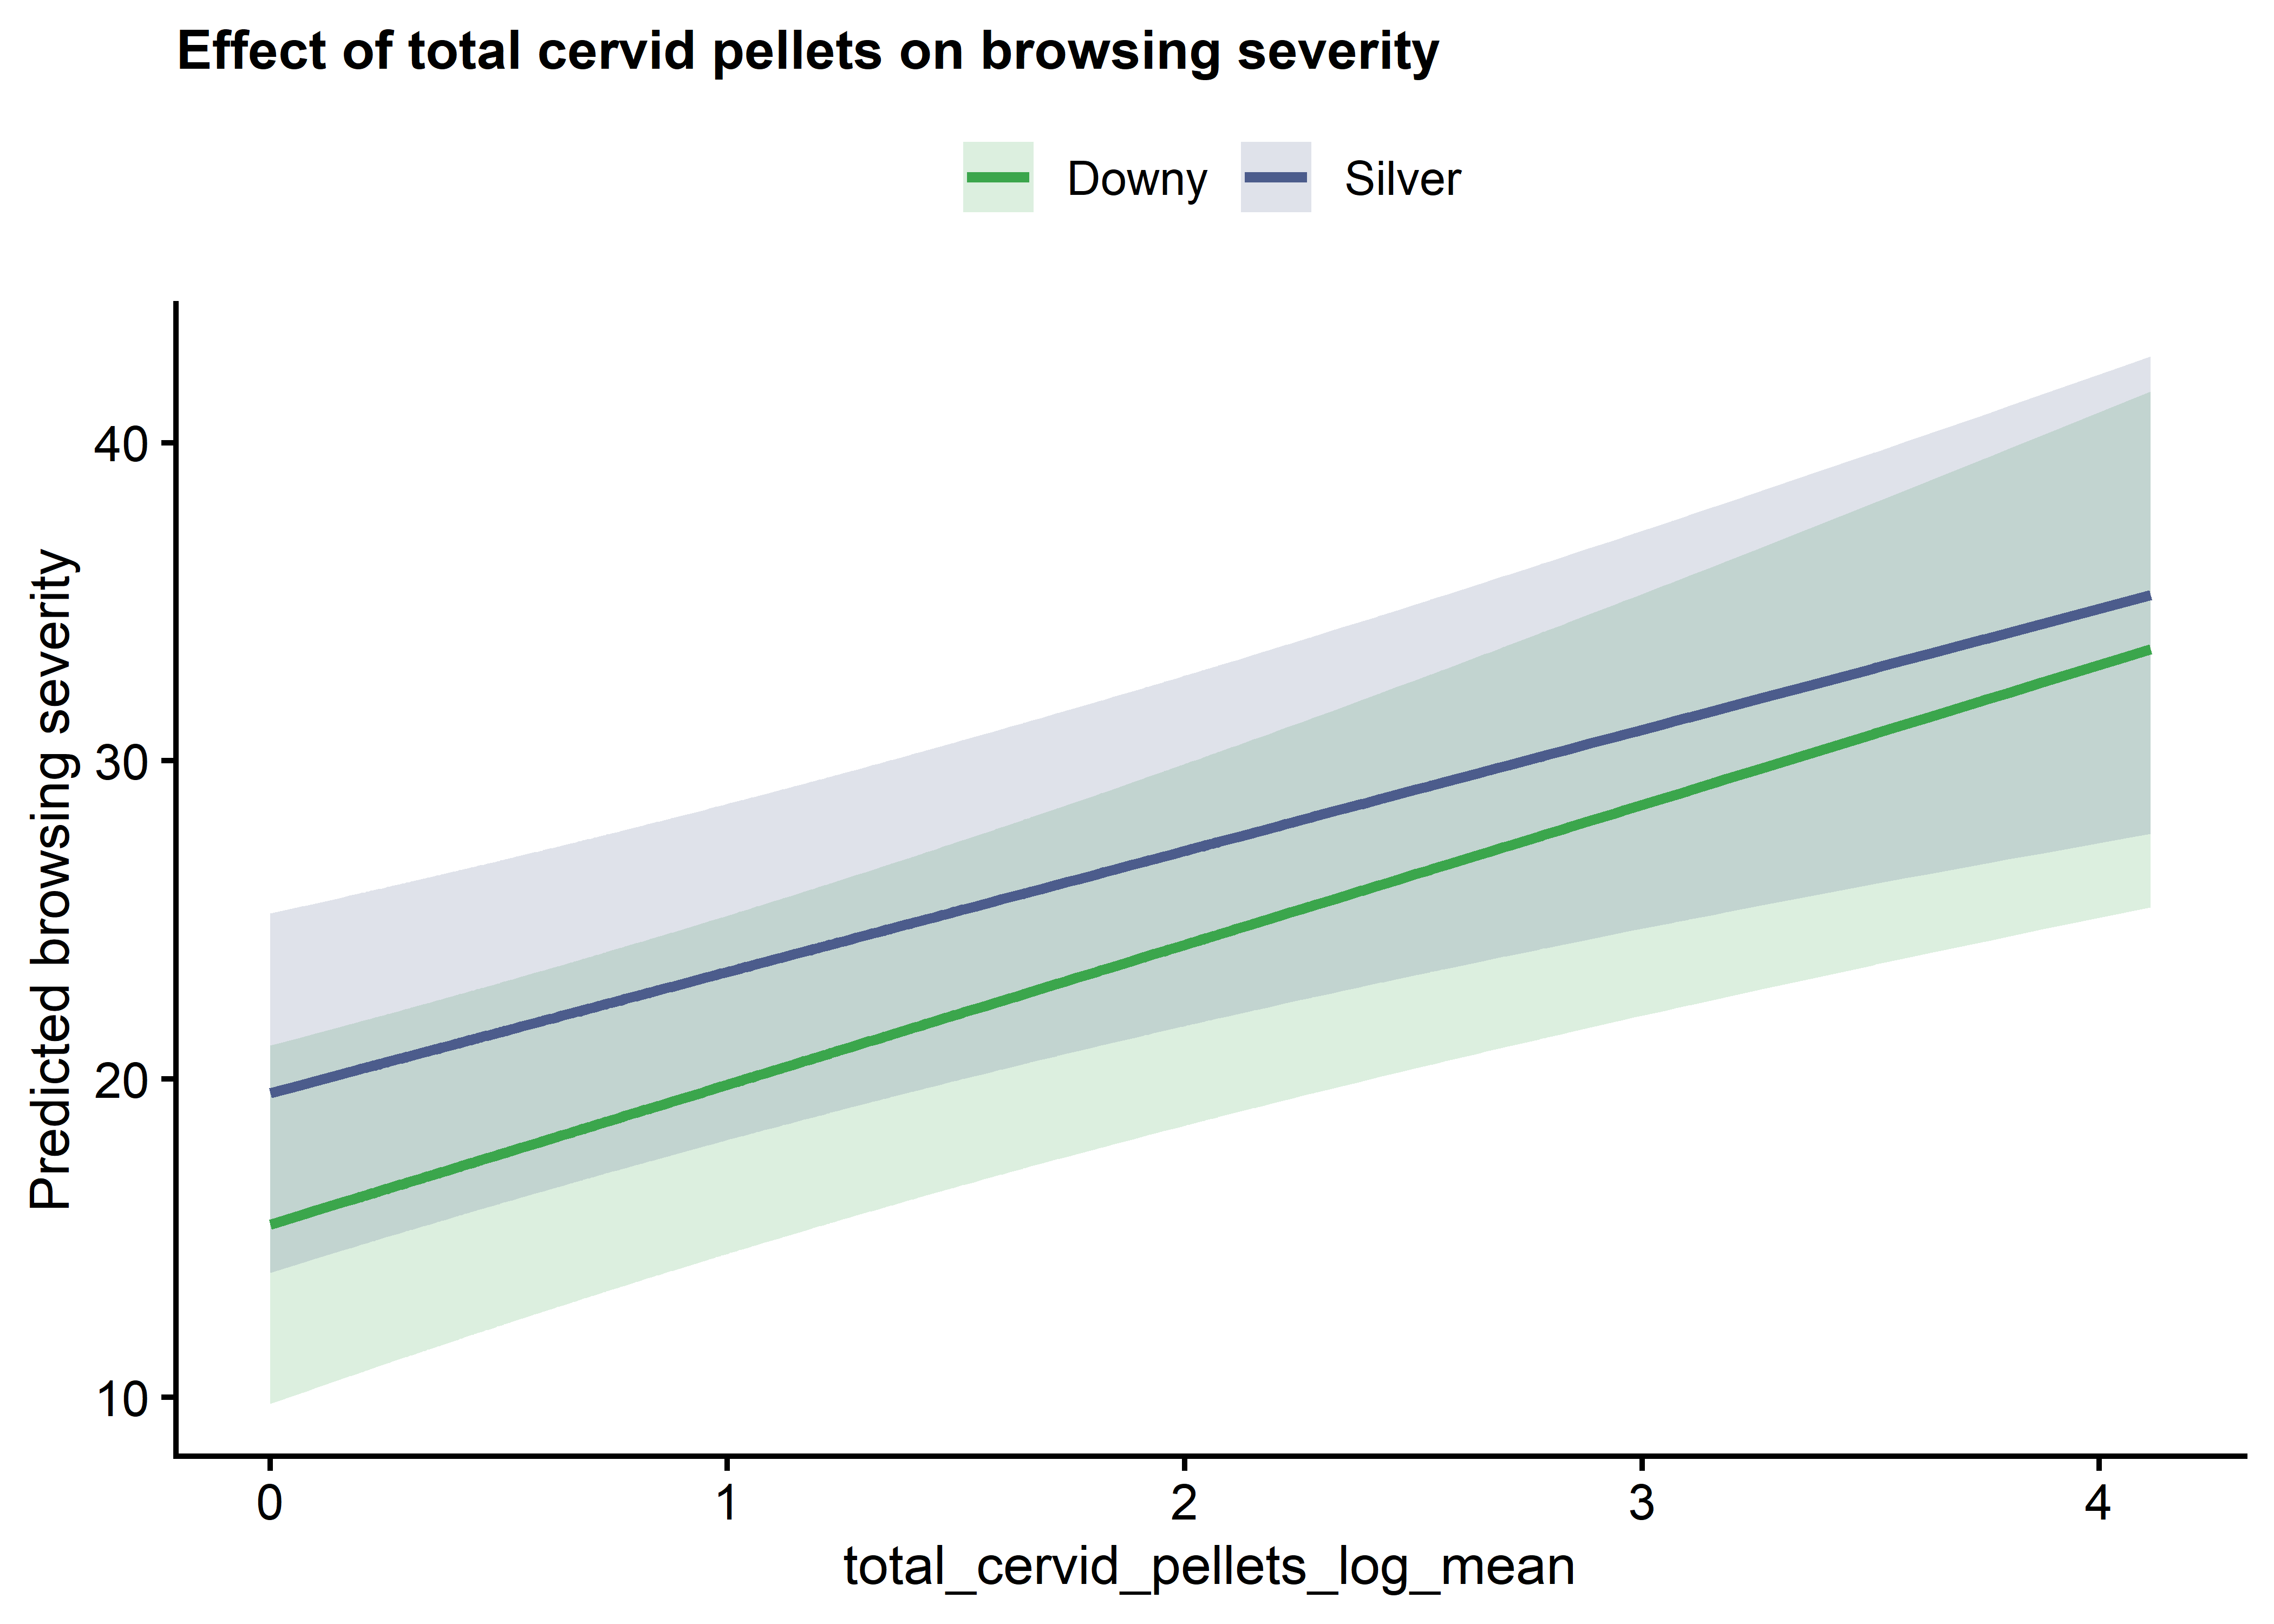 Effect of total cervid pellets on browsing severity
Downy Silver
Predicted browsing severity
40
30
20
10
0 1 2 3 4
total_cervid_pellets_log_mean